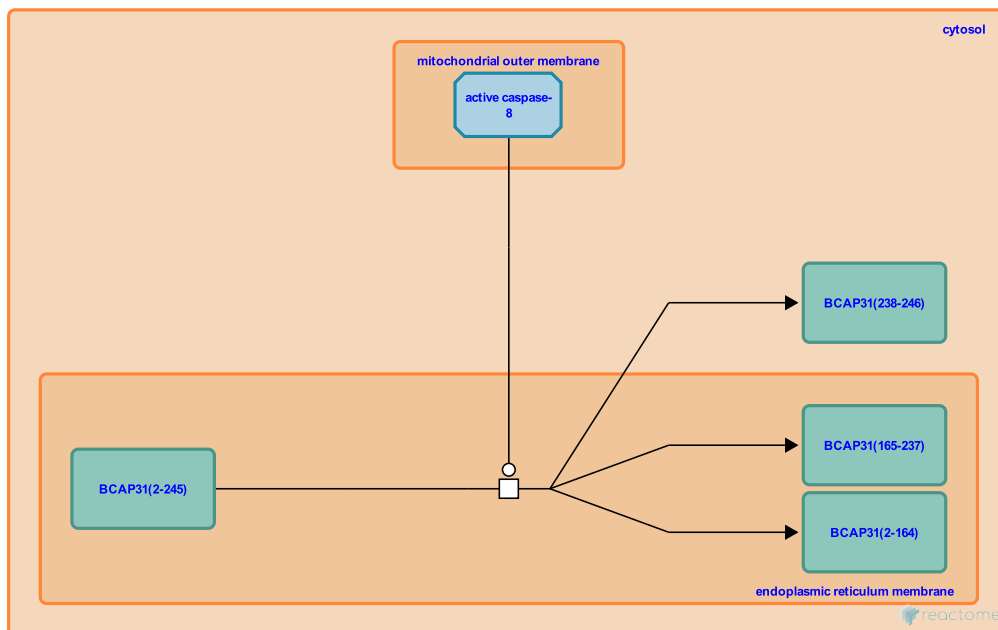 cytosol
mitochondrial outer membrane
active caspase-
8
BCAP31(238-246)
BCAP31(165-237)
BCAP31(2-245)
BCAP31(2-164)
endoplasmic reticulum membrane
reactome